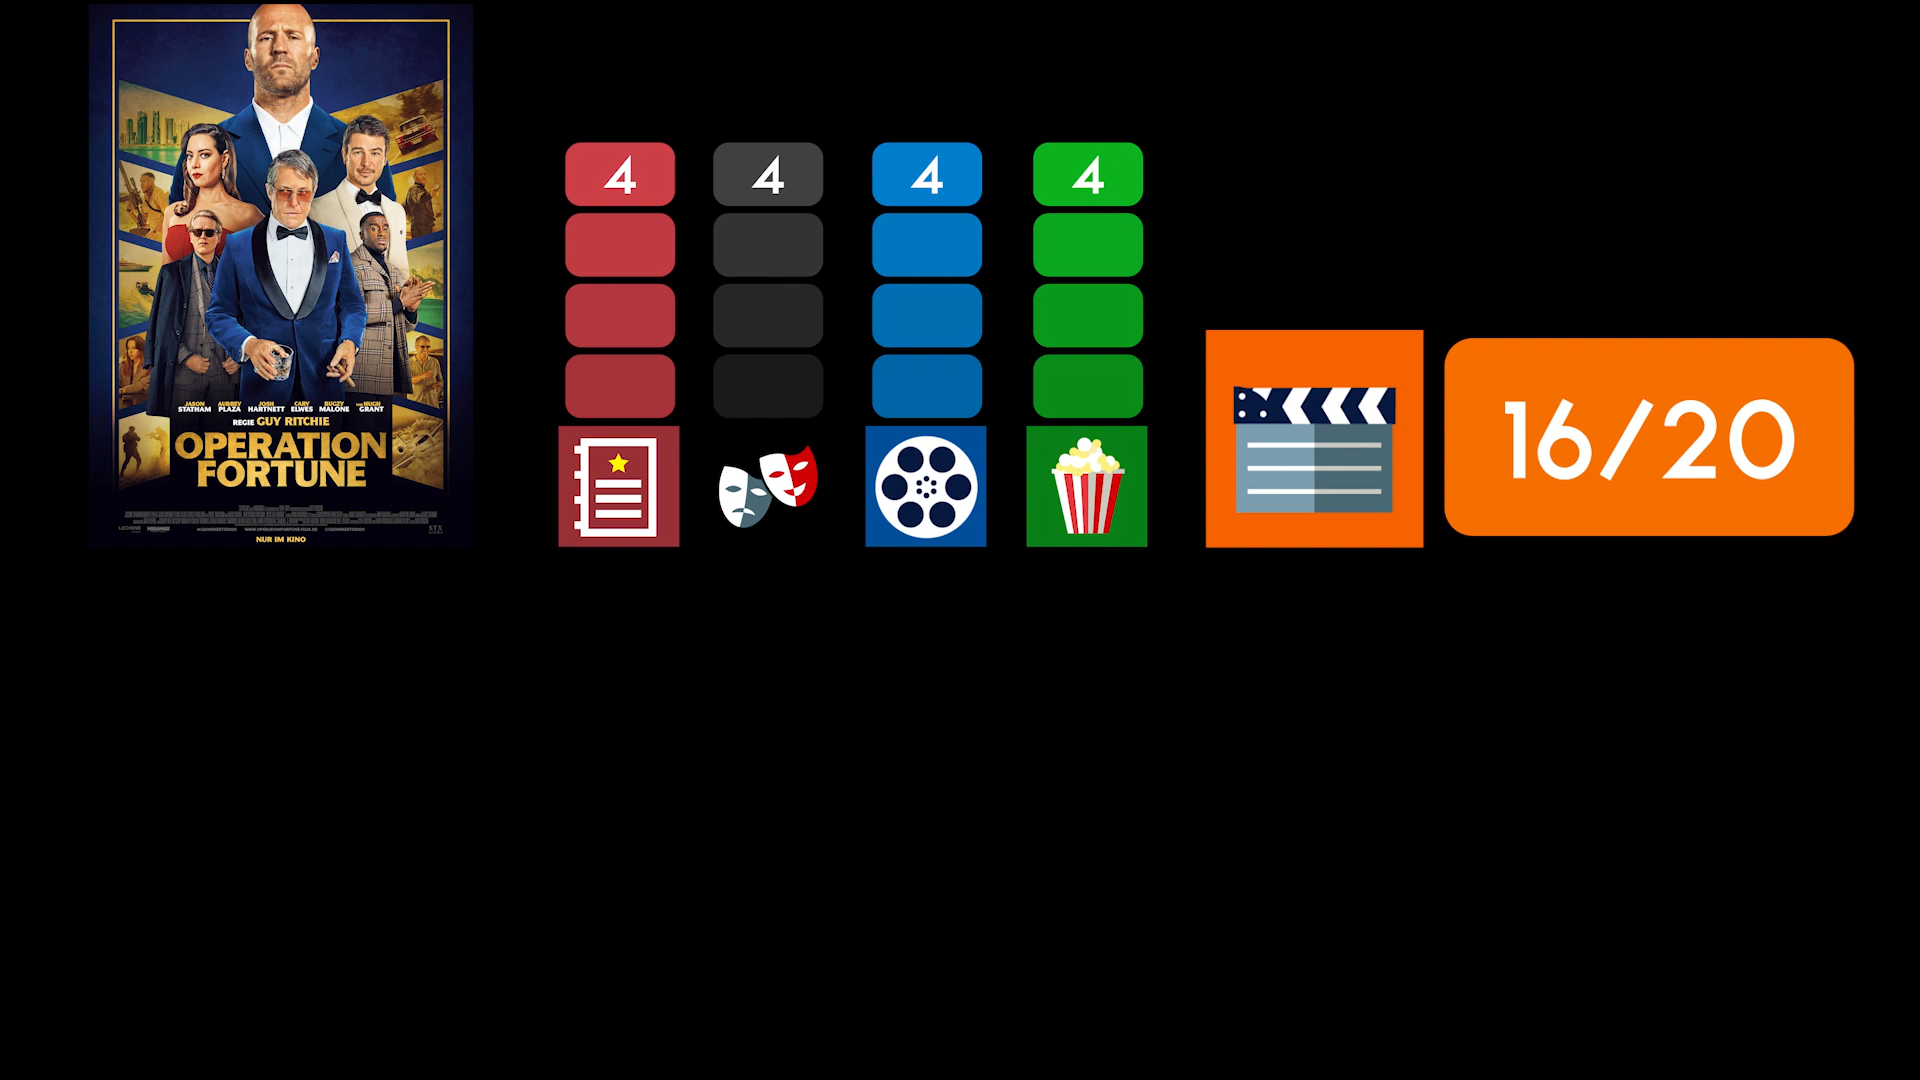 JASON AUBREY JOSH CARY BUGZY AND HUGH
STATHAM PLAZA HARTNETT ELWES MALONE GRANT
REGIE GUY RITCHIE
OPERATION
FORTUNE
NUR IM KINO
4 4 4 4
16/20